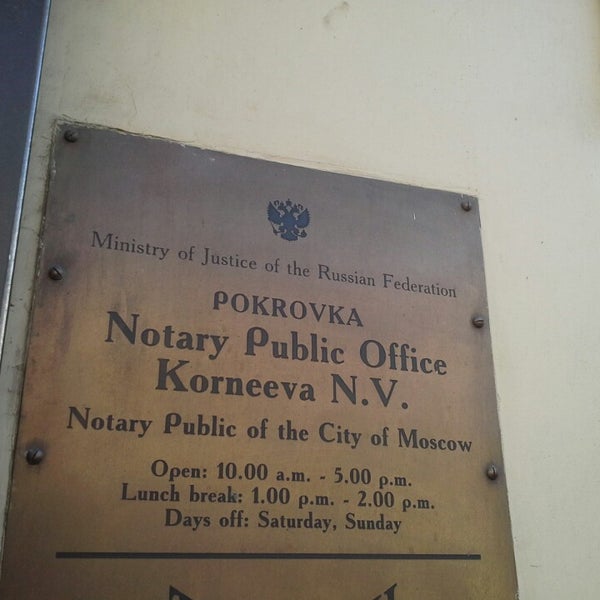 Ministry of Justice of the Russian Federation
POKROVKA
Notary Public Office
Korneeva N.V.
Notary Public of the City of Moscow
Open: 10.00 a.m. - 5.00 p.m.
Lunch break: 1.00 p.m. - 2.00 p.m.
Days off: Saturday, Sunday